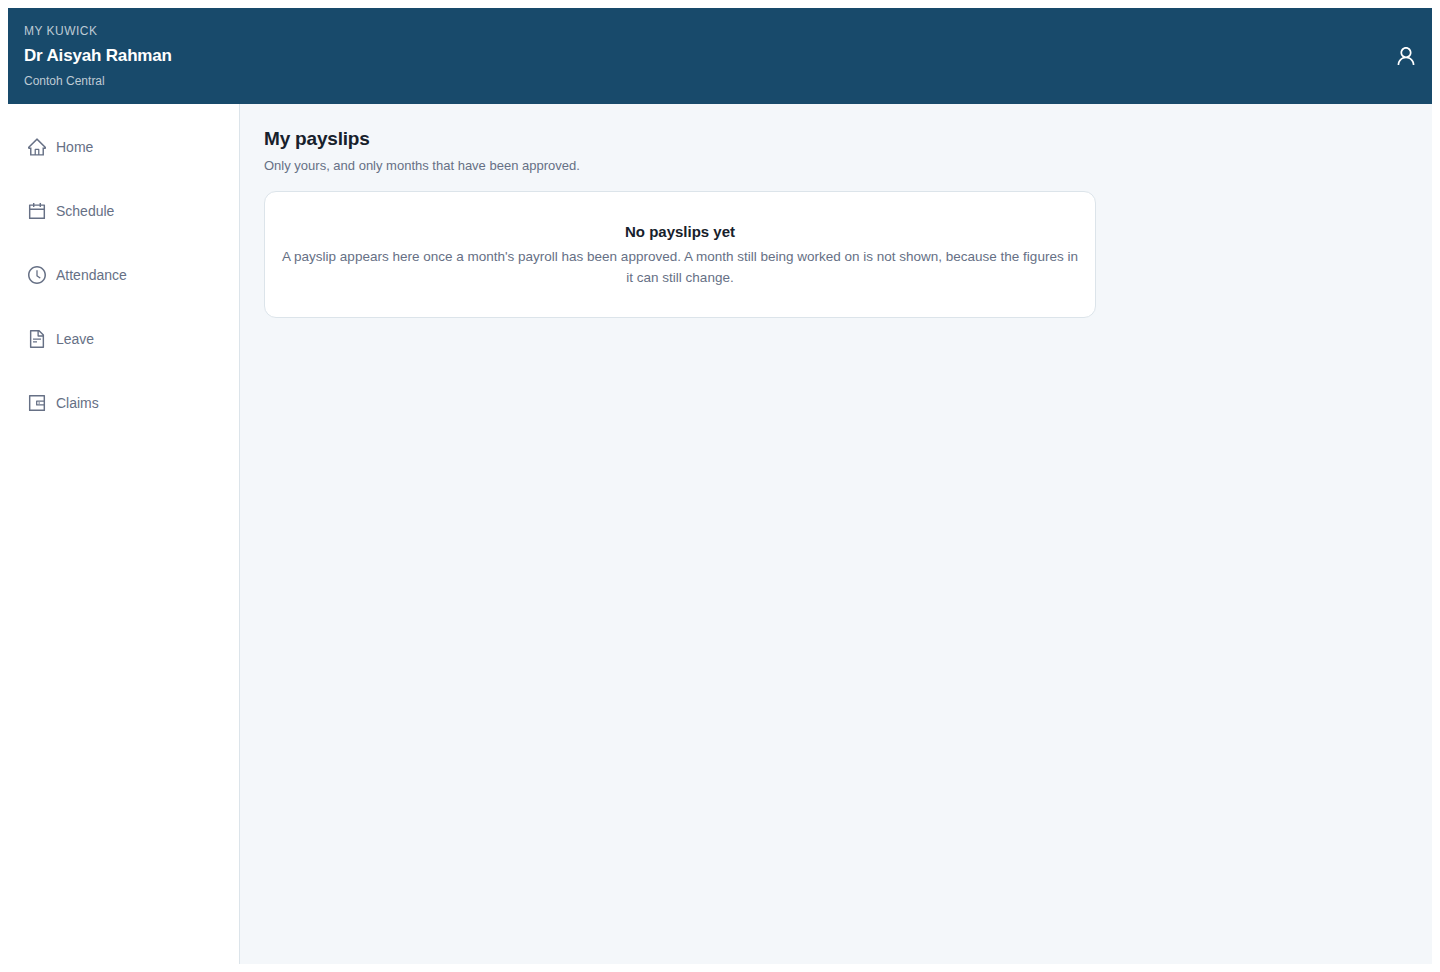 MY KUWICK
Dr Aisyah Rahman
Contoh Central
Home
Schedule
Attendance
Leave
Claims
My payslips
Only yours, and only months that have been approved.
No payslips yet
A payslip appears here once a month's payroll has been approved. A month still being worked on is not shown, because the figures in
it can still change.